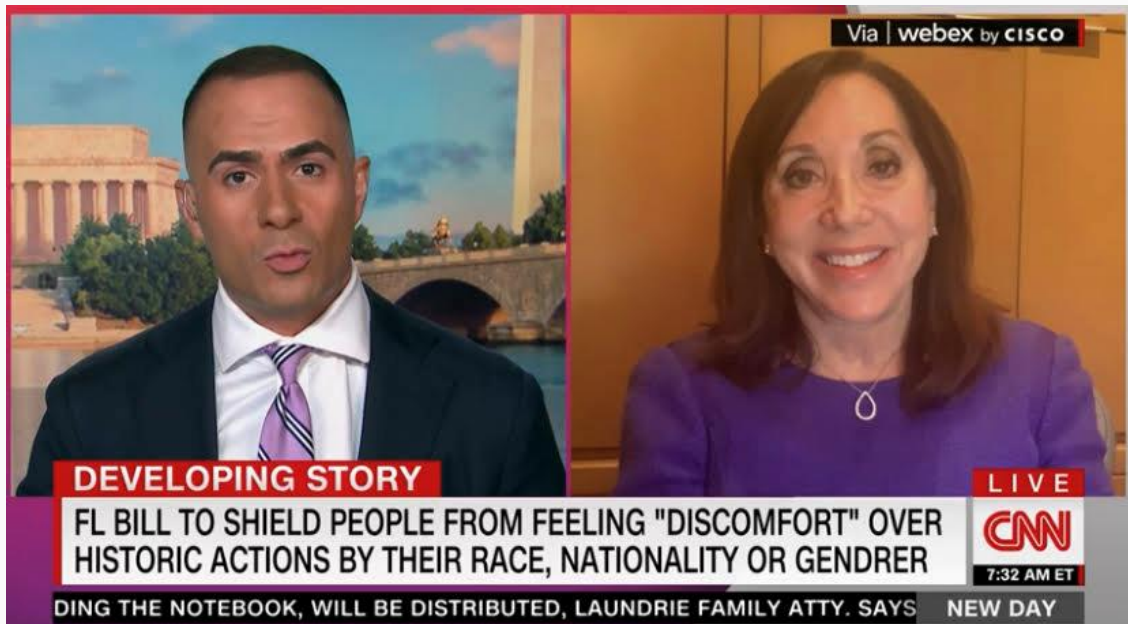 Via | webex by CISCO
DEVELOPING STORY
FL BILL TO SHIELD PEOPLE FROM FEELING "DISCOMFORT" OVER
HISTORIC ACTIONS BY THEIR RACE, NATIONALITY OR GENDRER
LIVE
CNN
7:32 AM ET
DING THE NOTEBOOK, WILL BE DISTRIBUTED, LAUNDRIE FAMILY ATTY. SAYS
NEW DAY